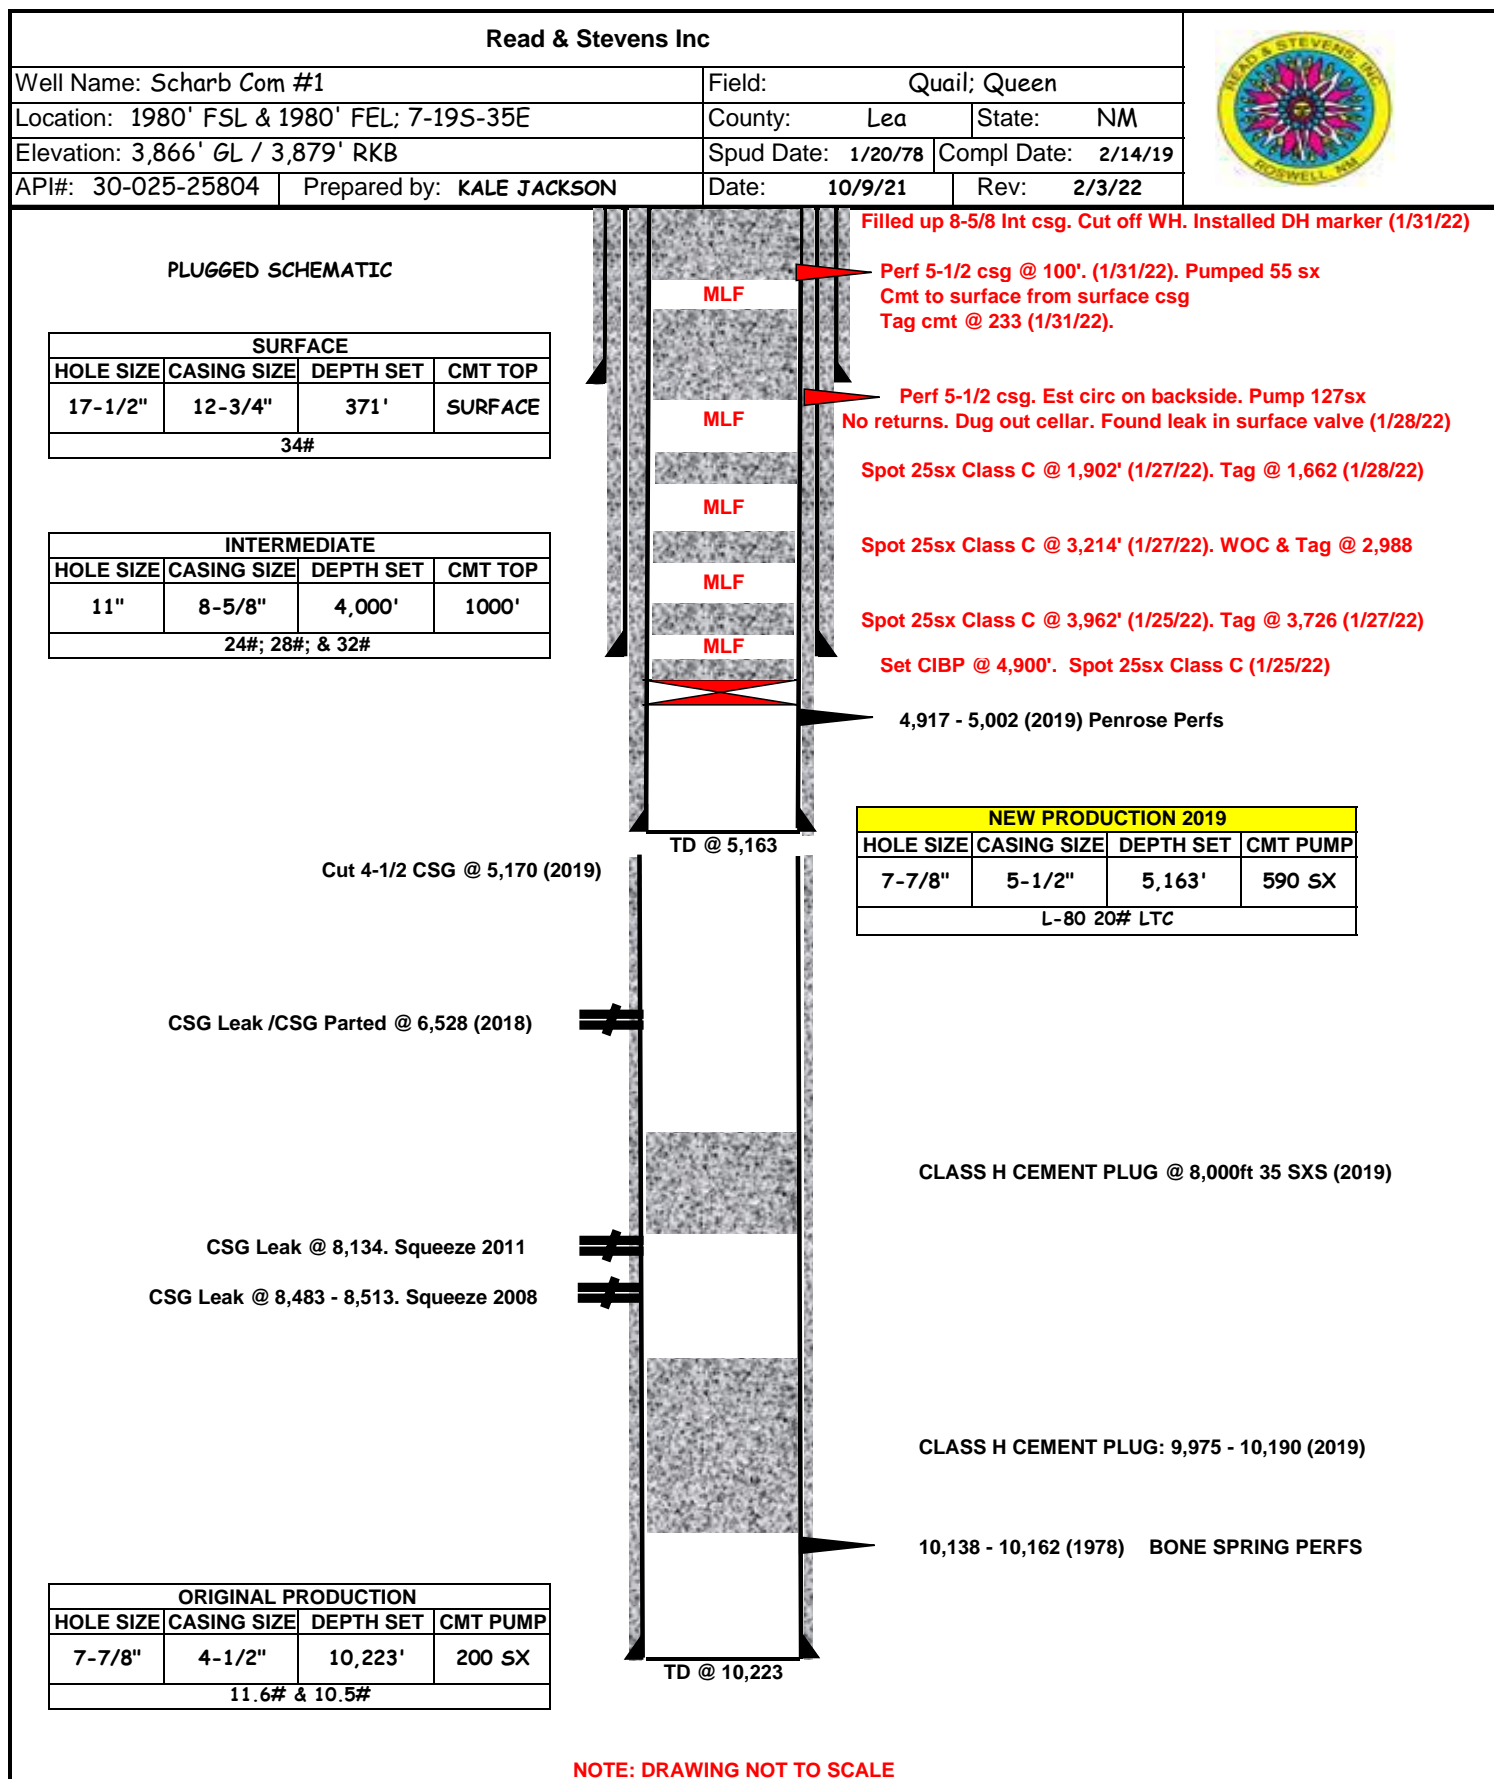 Read & Stevens Inc
READ & STEVENS, INC
ROSWELL, NM
Well Name: Scharb Com #1
Field: Quail; Queen
Location: 1980' FSL & 1980' FEL; 7-19S-35E
County: Lea State: NM
Elevation: 3,866' GL / 3,879' RKB
Spud Date: 1/20/78 Compl Date: 2/14/19
API#: 30-025-25804 Prepared by: KALE JACKSON
Date: 10/9/21 Rev: 2/3/22
Filled up 8-5/8 Int csg. Cut off WH. Installed DH marker (1/31/22)
PLUGGED SCHEMATIC
Perf 5-1/2 csg @ 100'. (1/31/22). Pumped 55 sx
Cmt to surface from surface csg
Tag cmt @ 233 (1/31/22).
MLF
SURFACE
HOLE SIZE CASING SIZE DEPTH SET CMT TOP
17-1/2" 12-3/4" 371' SURFACE
34#
Perf 5-1/2 csg. Est circ on backside. Pump 127sx
No returns. Dug out cellar. Found leak in surface valve (1/28/22)
MLF
Spot 25sx Class C @ 1,902' (1/27/22). Tag @ 1,662 (1/28/22)
MLF
INTERMEDIATE
HOLE SIZE CASING SIZE DEPTH SET CMT TOP
11" 8-5/8" 4,000' 1000'
24#; 28#; & 32#
Spot 25sx Class C @ 3,214' (1/27/22). WOC & Tag @ 2,988
MLF
Spot 25sx Class C @ 3,962' (1/25/22). Tag @ 3,726 (1/27/22)
MLF
Set CIBP @ 4,900'. Spot 25sx Class C (1/25/22)
4,917 - 5,002 (2019) Penrose Perfs
NEW PRODUCTION 2019
HOLE SIZE CASING SIZE DEPTH SET CMT PUMP
7-7/8" 5-1/2" 5,163' 590 SX
L-80 20# LTC
TD @ 5,163
Cut 4-1/2 CSG @ 5,170 (2019)
CSG Leak /CSG Parted @ 6,528 (2018)
CLASS H CEMENT PLUG @ 8,000ft 35 SXS (2019)
CSG Leak @ 8,134. Squeeze 2011
CSG Leak @ 8,483 - 8,513. Squeeze 2008
CLASS H CEMENT PLUG: 9,975 - 10,190 (2019)
10,138 - 10,162 (1978) BONE SPRING PERFS
ORIGINAL PRODUCTION
HOLE SIZE CASING SIZE DEPTH SET CMT PUMP
7-7/8" 4-1/2" 10,223' 200 SX
11.6# & 10.5#
TD @ 10,223
NOTE: DRAWING NOT TO SCALE